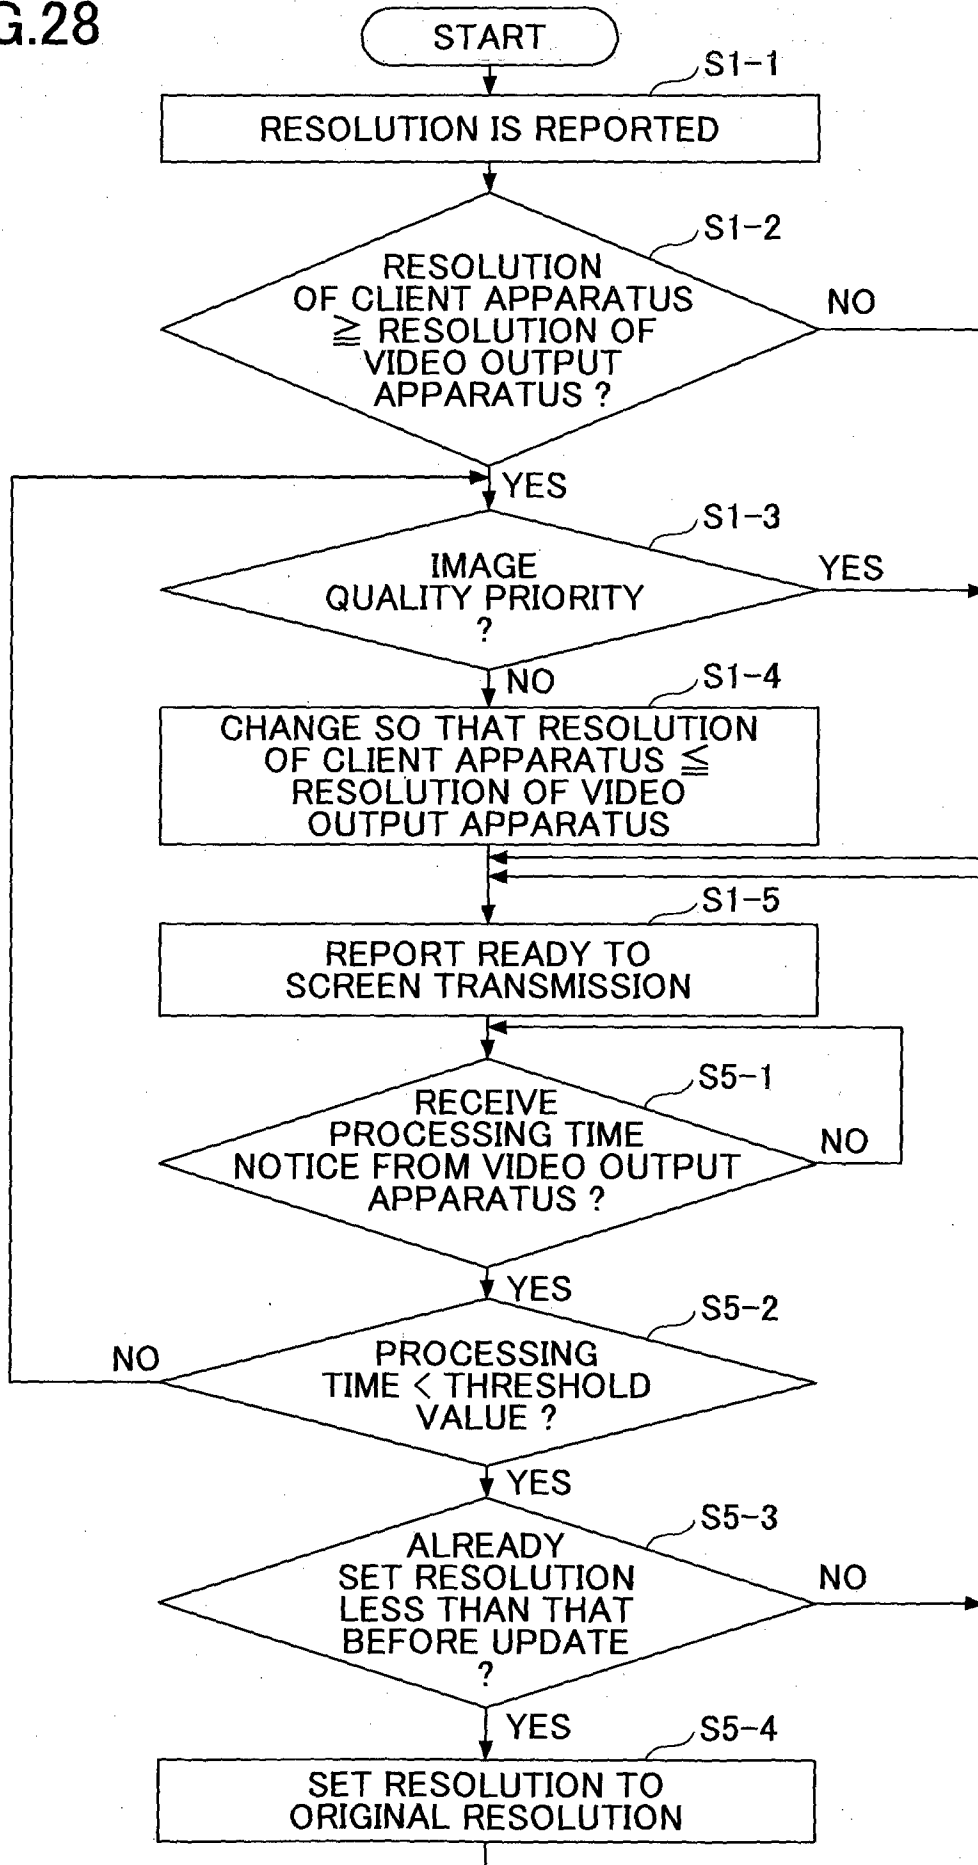 G.28
START
S1-1
RESOLUTION IS REPORTED
S1-2
RESOLUTION
OF CLIENT APPARATUS
≧ RESOLUTION OF
VIDEO OUTPUT
APPARATUS ?
NO
YES
S1-3
IMAGE
QUALITY PRIORITY
?
YES
NO
S1-4
CHANGE SO THAT RESOLUTION
OF CLIENT APPARATUS ≦
RESOLUTION OF VIDEO
OUTPUT APPARATUS
S1-5
REPORT READY TO
SCREEN TRANSMISSION
S5-1
RECEIVE
PROCESSING TIME
NOTICE FROM VIDEO OUTPUT
APPARATUS ?
NO
YES
S5-2
PROCESSING
TIME < THRESHOLD
VALUE ?
NO
YES
S5-3
ALREADY
SET RESOLUTION
LESS THAN THAT
BEFORE UPDATE
?
NO
YES
S5-4
SET RESOLUTION TO
ORIGINAL RESOLUTION